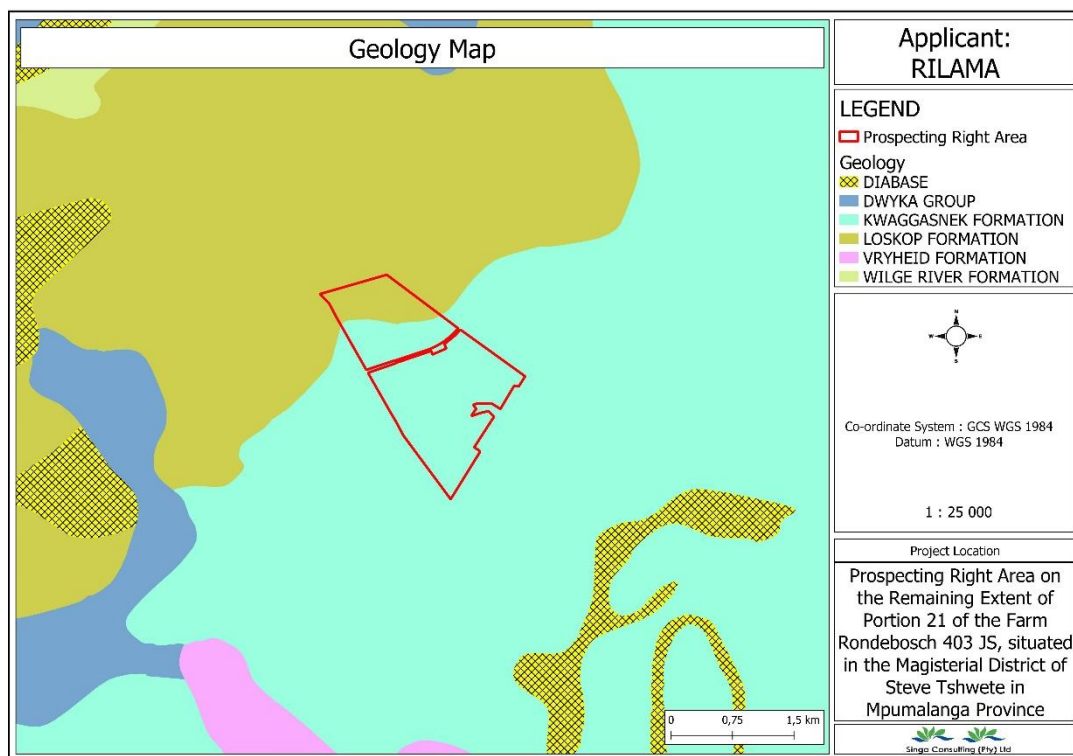 Geology Map
Applicant:
RILAMA
LEGEND
Prospecting Right Area
Geology
DIABASE
DWYKA GROUP
KWAGGASNEK FORMATION
LOSKOP FORMATION
VRYHEID FORMATION
WILGE RIVER FORMATION
N
W E
S
Co-ordinate System : GCS WGS 1984
Datum : WGS 1984
1 : 25 000
Project Location
Prospecting Right Area on
the Remaining Extent of
Portion 21 of the Farm
Rondebosch 403 JS, situated
in the Magisterial District of
Steve Tshwete in
Mpumalanga Province
0 0,75 1,5 km
Singo Consulting (Pty) Ltd